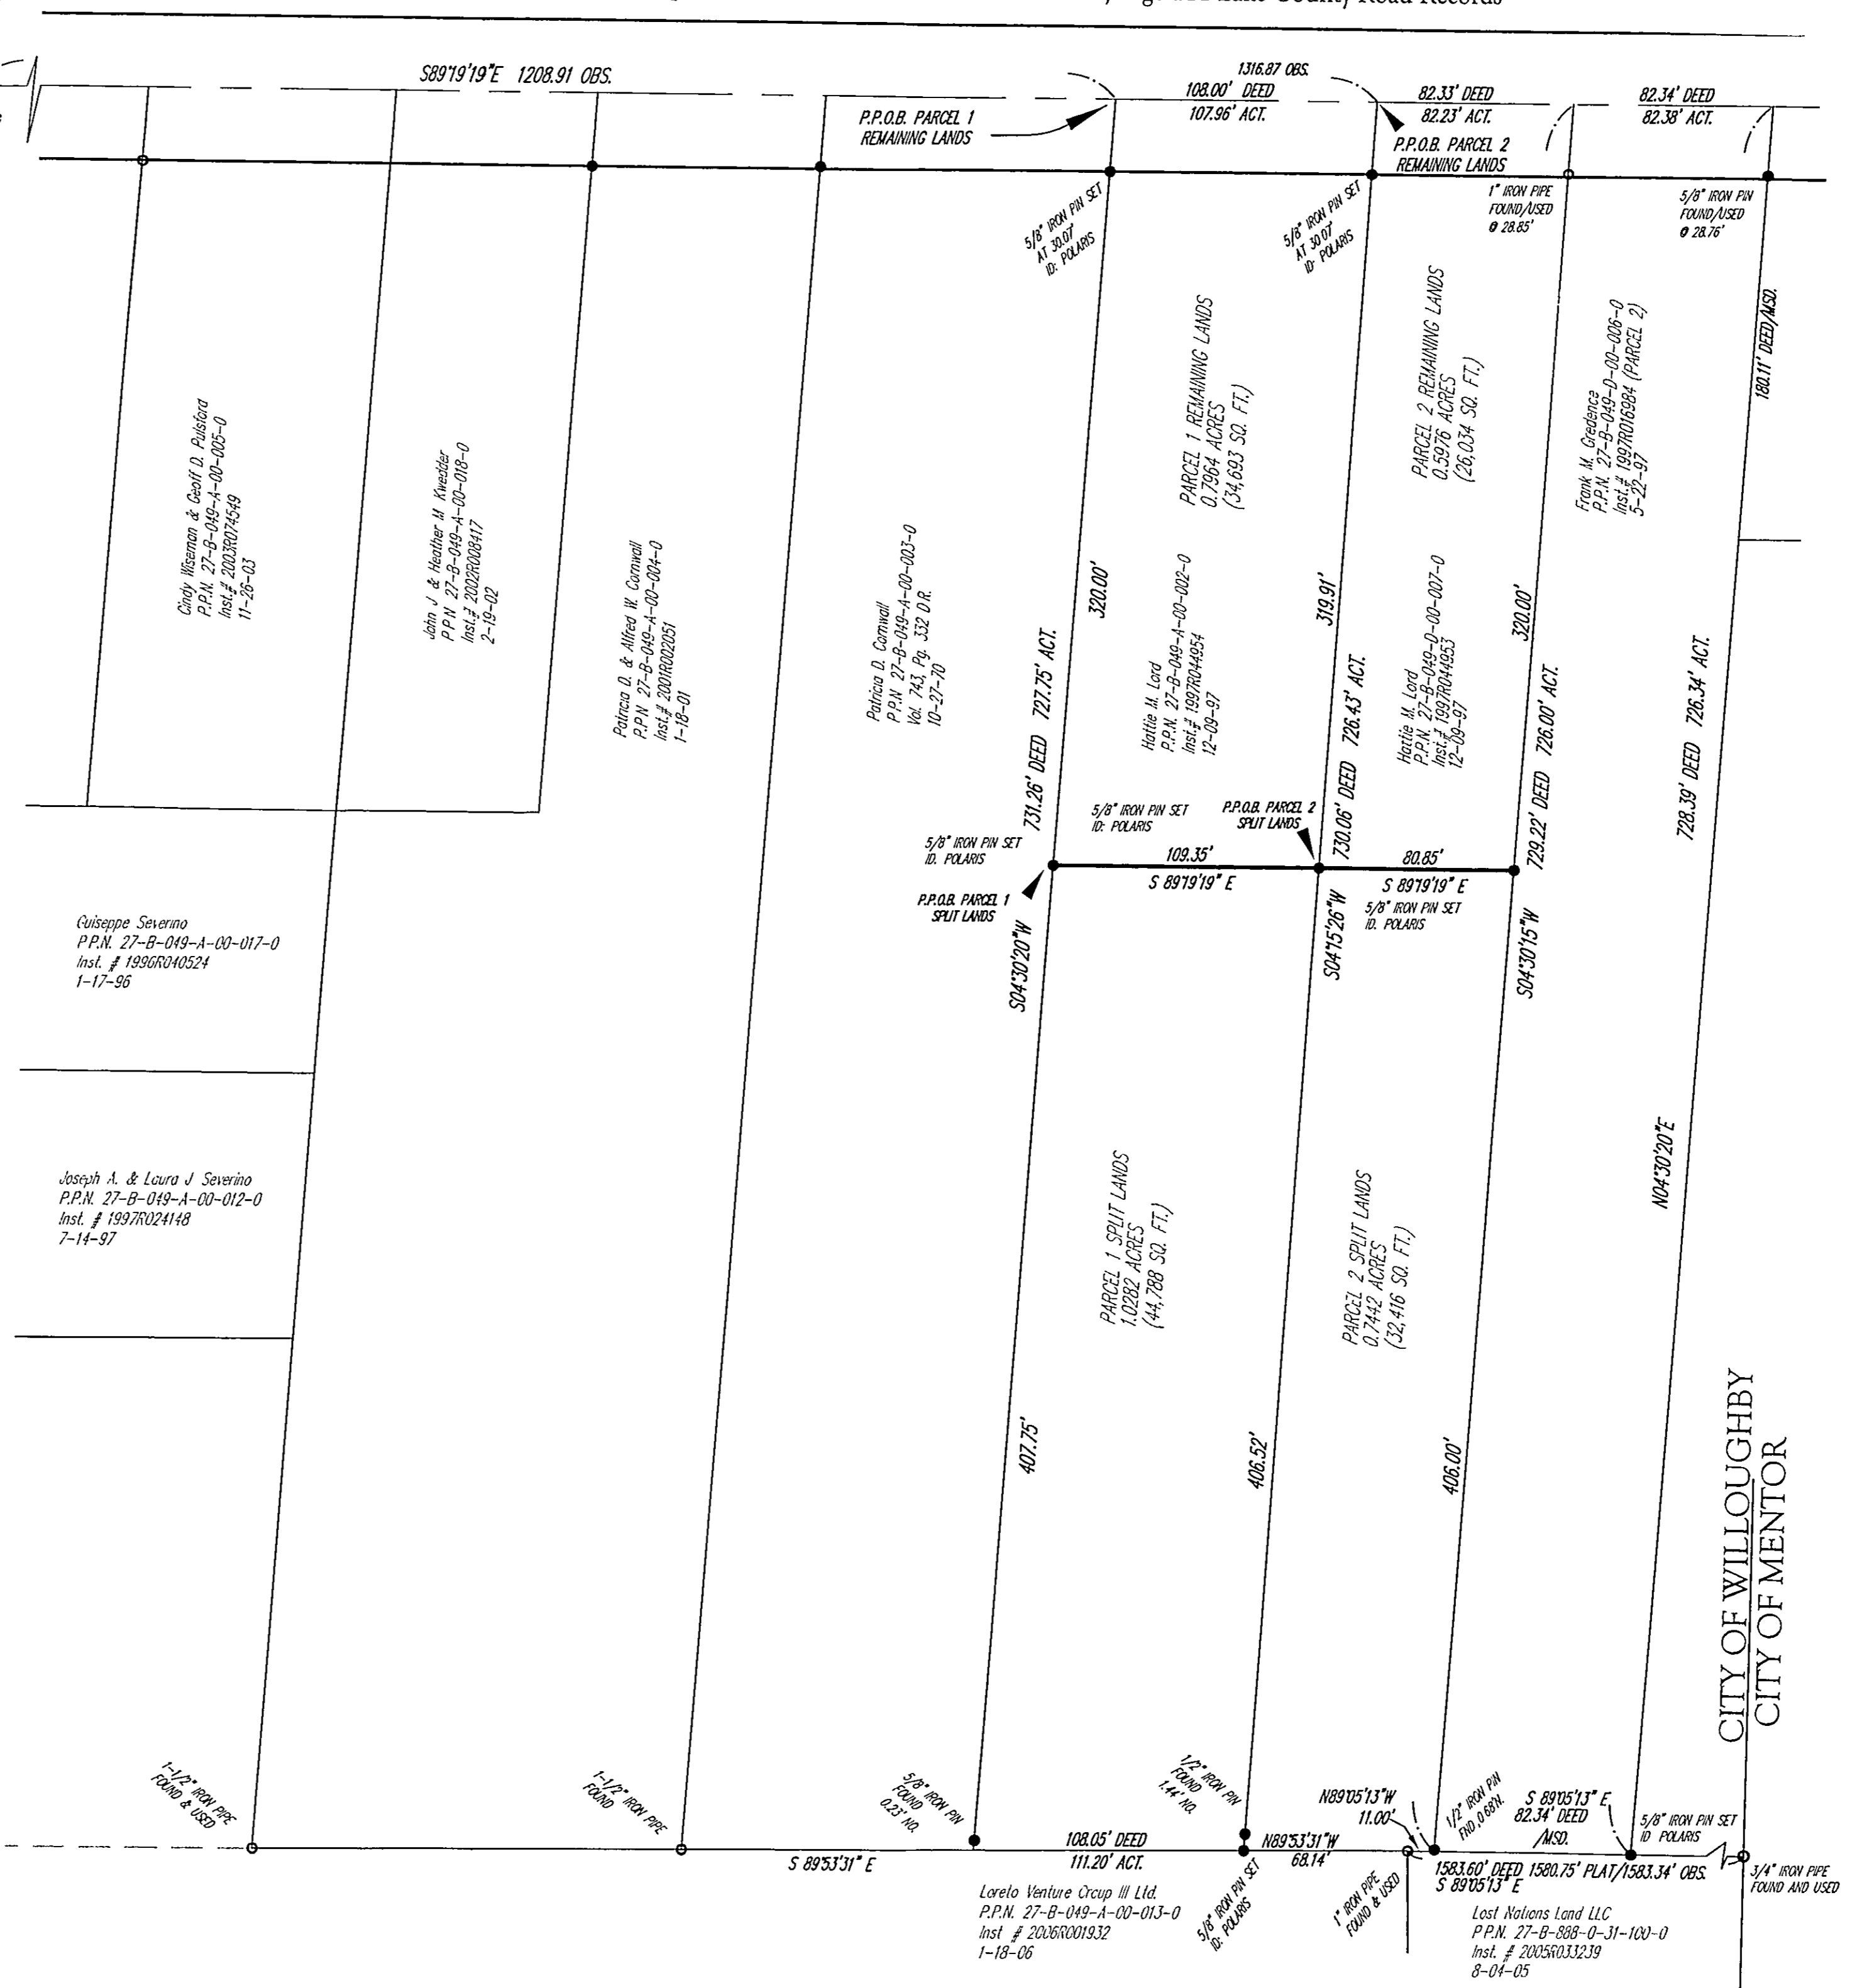 County Road Records
S89°19'19"E 1208.91 OBS.
1316.87 OBS.
108.00' DEED
107.96' ACT.
82.33' DEED
82.23' ACT.
82.34' DEED
82.38' ACT.
P.P.O.B. PARCEL 1
REMAINING LANDS
P.P.O.B. PARCEL 2
REMAINING LANDS
5/8" IRON PIN SET
AT 30.07'
ID: POLARIS
5/8" IRON PIN SET
AT 30.07'
ID: POLARIS
1" IRON PIPE
FOUND/USED
@ 28.85'
5/8" IRON PIN
FOUND/USED
@ 28.76'
180.11' DEED/MSD.
Cindy Wiseman & Geoff D. Pulsford
P.P.N. 27-B-049-A-00-005-0
Inst.# 2003R074549
11-26-03
John J & Heather M Kwedder
P P N 27-B-049-A-00-018-0
Inst.# 2002R008417
2-19-02
Patricia D. & Alfred W. Cornwall
P.P.N 27-B-049-A-00-004-0
Inst.# 2001R002051
1-18-01
Patricia D. Cornwall
P.P.N 27-B-049-A-00-003-0
Vol. 743, Pg. 332 D.R.
10-27-70
PARCEL 1 REMAINING LANDS
0.7964 ACRES
(34,693 SQ. FT.)
PARCEL 2 REMAINING LANDS
0.5976 ACRES
(26,034 SQ. FT.)
Frank M. Credence
P.P.N. 27-B-049-D-00-006-0
Inst.# 1997R016984 (PARCEL 2)
5-22-97
Hattie M. Lord
P.P.N. 27-B-049-A-00-002-0
Inst.# 1997R044954
12-09-97
Hattie M. Lord
P.P.N. 27-B-049-D-00-007-0
Inst.# 1997R044953
12-09-97
320.00'
319.91'
320.00'
731.26' DEED 727.75' ACT.
730.06' DEED 726.43' ACT.
729.22' DEED 726.00' ACT.
728.39' DEED 726.34' ACT.
5/8" IRON PIN SET
ID: POLARIS
P.P.O.B. PARCEL 2
SPLIT LANDS
5/8" IRON PIN SET
ID. POLARIS
109.35'
S 89°19'19" E
80.85'
S 89°19'19" E
5/8" IRON PIN SET
ID. POLARIS
P.P.O.B. PARCEL 1
SPLIT LANDS
S04°30'20"W
S04°15'26"W
S04°30'15"W
N04°30'20"E
Guiseppe Severino
P P.N. 27-B-049-A-00-017-0
Inst. # 1996R040524
1-17-96
Joseph A. & Laura J Severino
P.P.N. 27-B-049-A-00-012-0
Inst. # 1997R024148
7-14-97
PARCEL 1 SPLIT LANDS
1.0282 ACRES
(44,788 SQ. FT.)
PARCEL 2 SPLIT LANDS
0.7442 ACRES
(32,416 SQ. FT.)
407.75'
406.52'
406.00'
CITY OF WILLOUGHBY
CITY OF MENTOR
1-1/2" IRON PIPE
FOUND & USED
1-1/2" IRON PIPE
FOUND
5/8" IRON PIN
FOUND
0.23' NO.
1/2" IRON PIN
FOUND
1.44' NO.
N89°05'13"W
11.00'
1/2" IRON PIN
FND, 0.68'N.
S 89°05'13" E
82.34' DEED
/MSD.
5/8" IRON PIN SET
ID POLARIS
S 89°53'31" E
108.05' DEED
111.20' ACT.
N89°53'31"W
68.14'
1583.60' DEED 1580.75' PLAT/1583.34' OBS.
S 89°05'13" E
3/4" IRON PIPE
FOUND AND USED
5/8" IRON PIN SET
ID: POLARIS
1" IRON PIPE
FOUND & USED
Loreto Venture Group III Ltd.
P.P.N. 27-B-049-A-00-013-0
Inst # 2006R001932
1-18-06
Lost Nations Land LLC
P P.N. 27-B-888-0-31-100-0
Inst. # 2005R033239
8-04-05